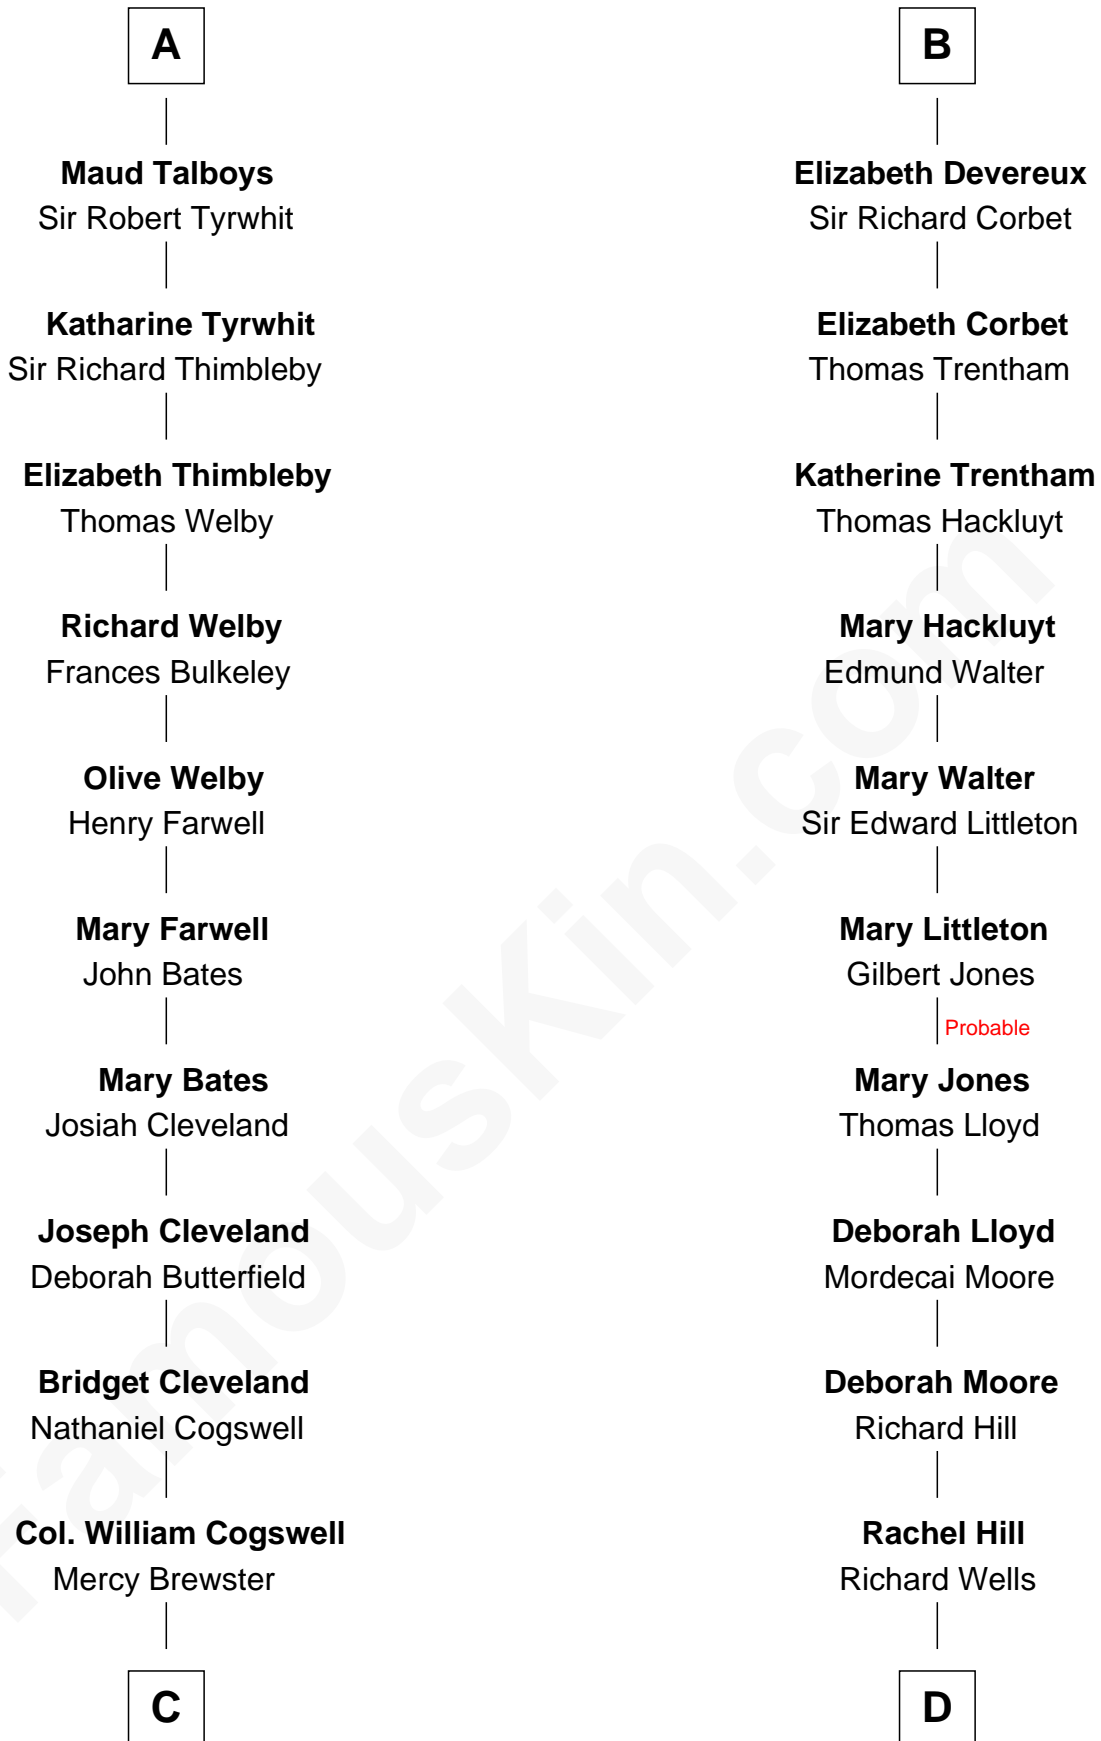 A
Maud Talboys
Sir Robert Tyrwhit
Katharine Tyrwhit
Sir Richard Thimbleby
Elizabeth Thimbleby
Thomas Welby
Richard Welby
Frances Bulkeley
Olive Welby
Henry Farwell
Mary Farwell
John Bates
Mary Bates
Josiah Cleveland
Joseph Cleveland
Deborah Butterfield
Bridget Cleveland
Nathaniel Cogswell
Col. William Cogswell
Mercy Brewster
C
B
Elizabeth Devereux
Sir Richard Corbet
Elizabeth Corbet
Thomas Trentham
Katherine Trentham
Thomas Hackluyt
Mary Hackluyt
Edmund Walter
Mary Walter
Sir Edward Littleton
Mary Littleton
Gilbert Jones
Probable
Mary Jones
Thomas Lloyd
Deborah Lloyd
Mordecai Moore
Deborah Moore
Richard Hill
Rachel Hill
Richard Wells
D
FamousKin.com